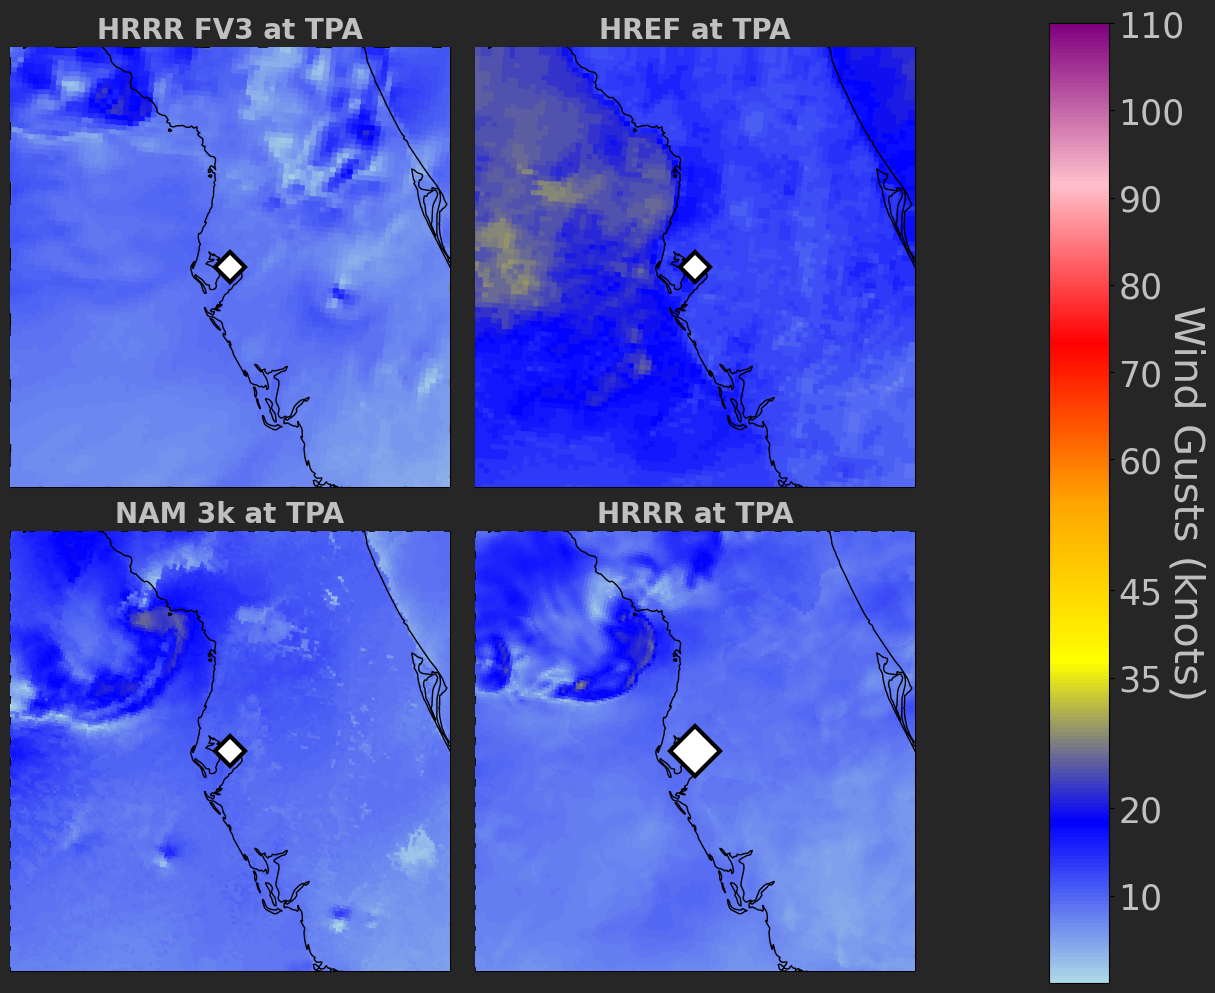 HRRR FV3 at TPA
HREF at TPA
NAM 3k at TPA
HRRR at TPA
110
100
90
80
70
60
45
35
20
10
Wind Gusts (knots)